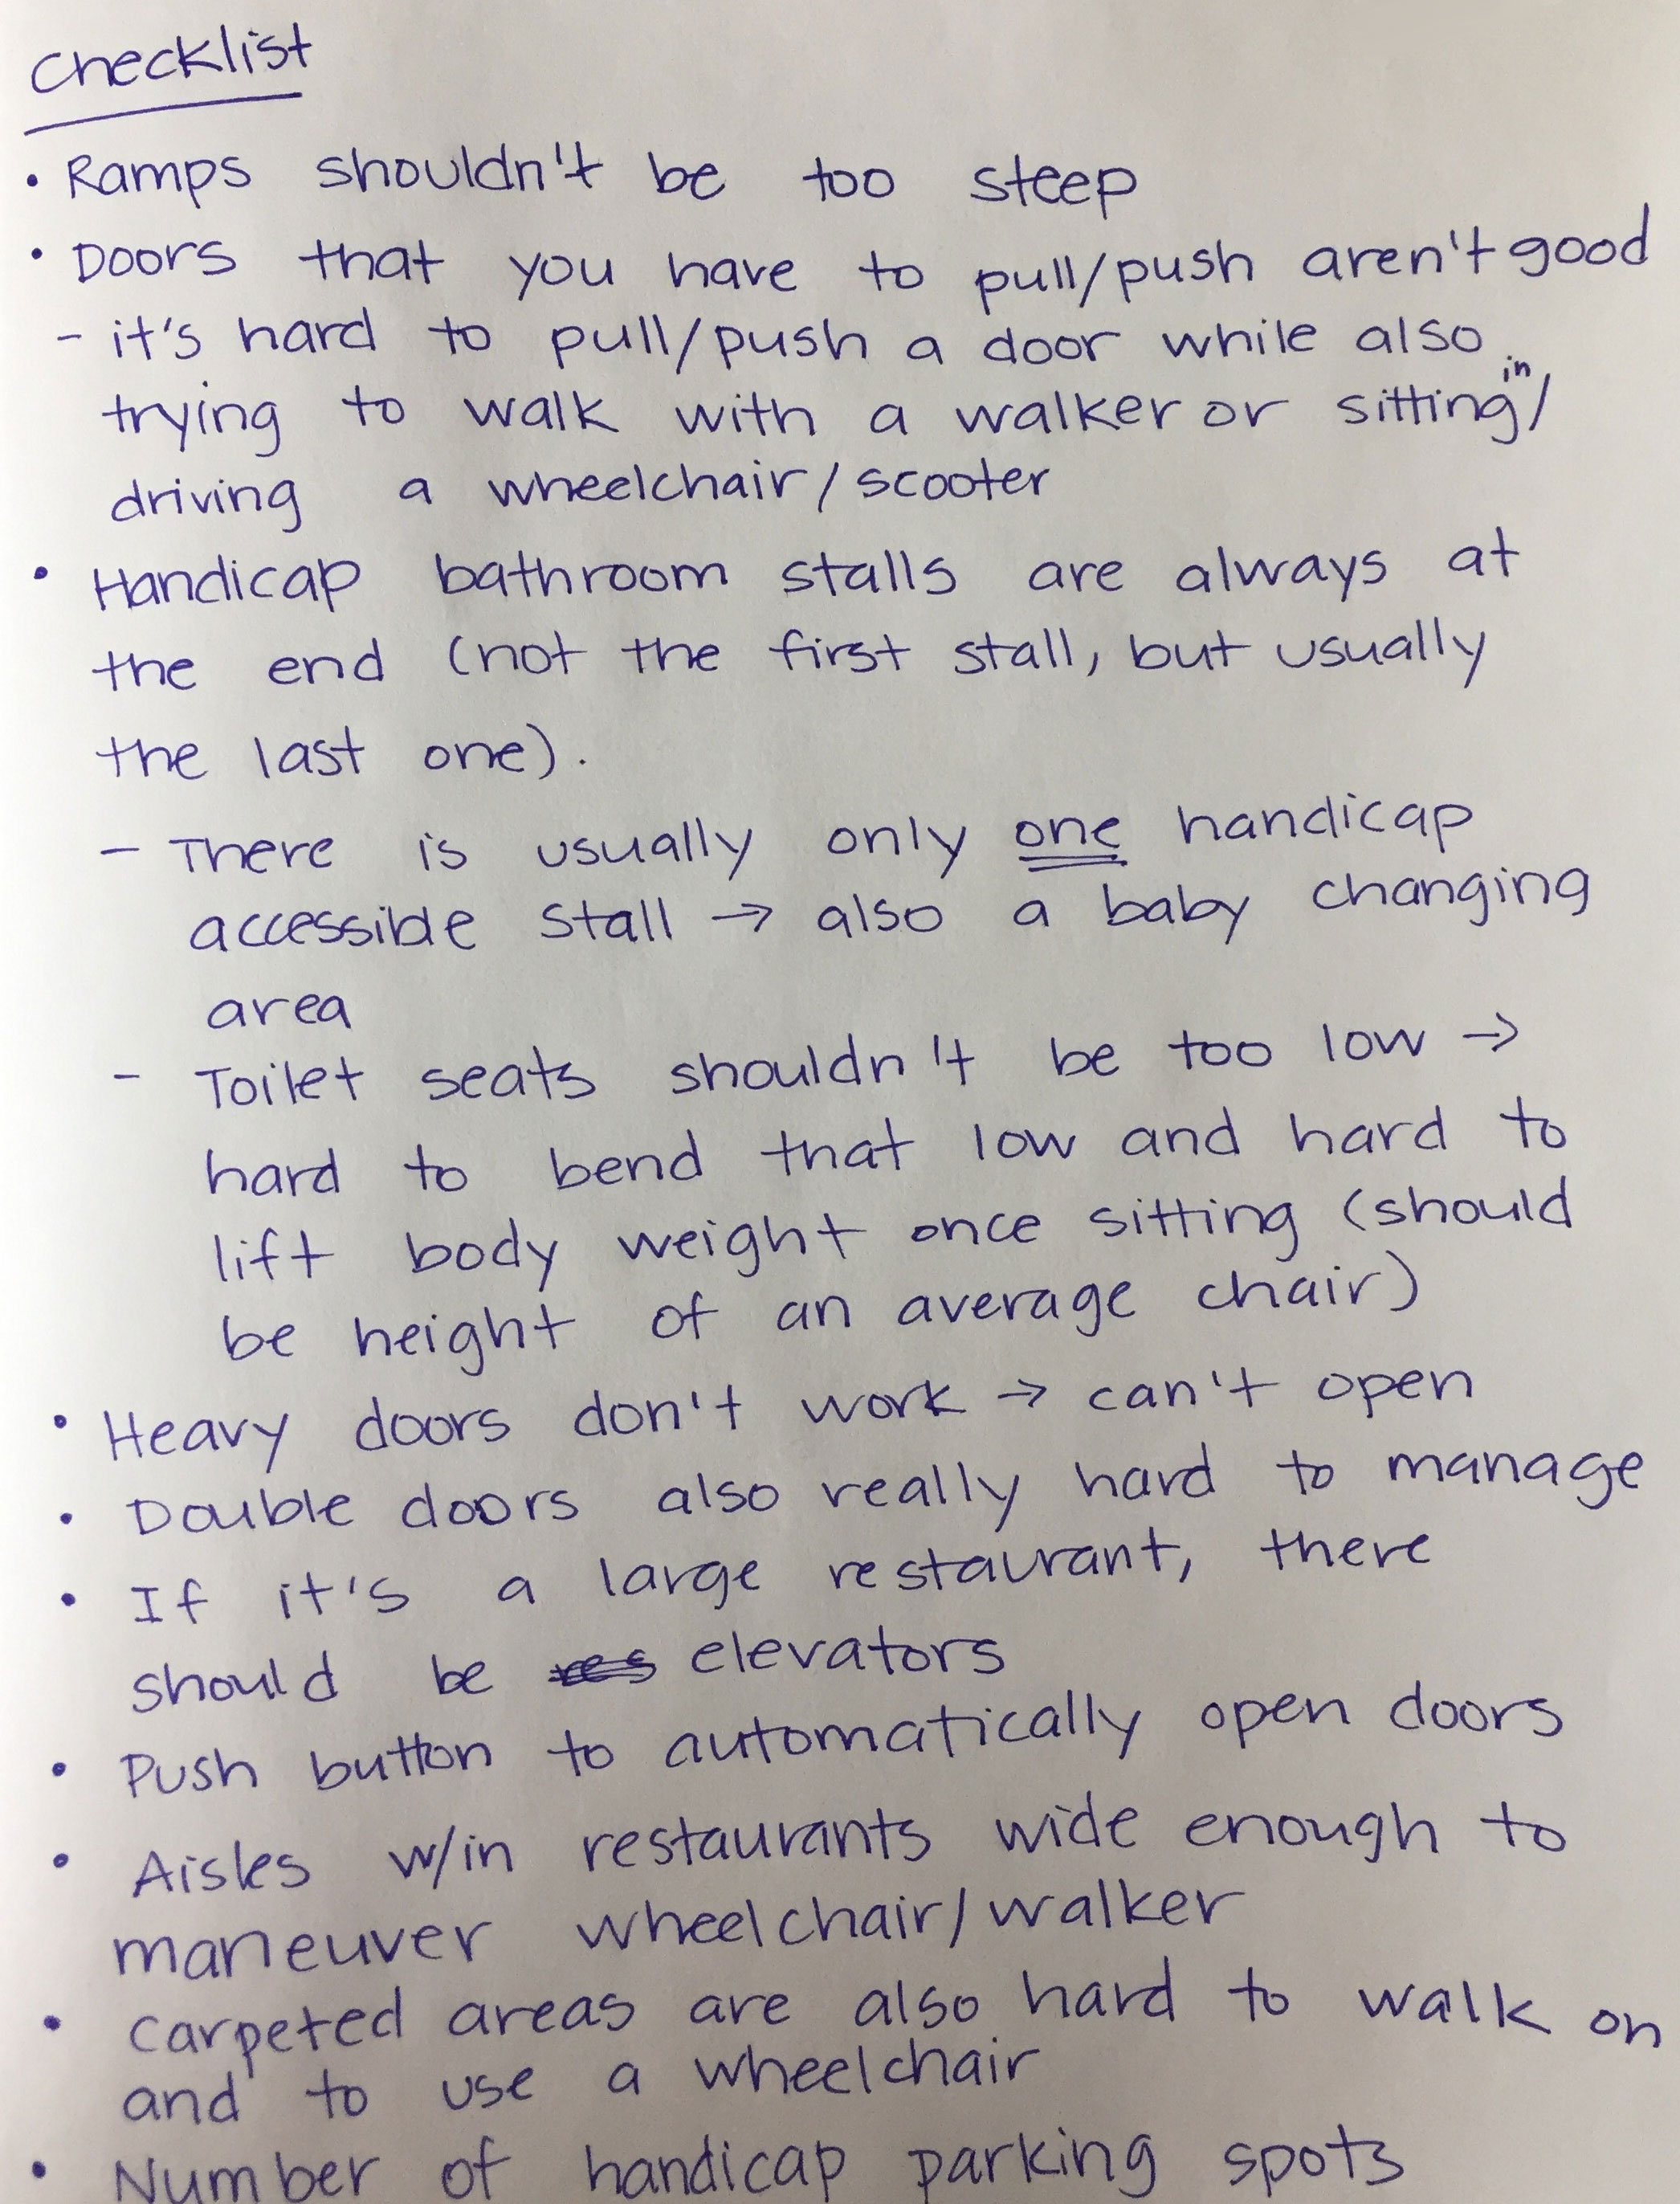 Checklist
• Ramps shouldn't be too steep
• Doors that you have to pull/push aren't good
- it's hard to pull/push a door while also
trying to walk with a walker or sitting in/
driving a wheelchair/scooter
• Handicap bathroom stalls are always at
the end (not the first stall, but usually
the last one).
- There is usually only one handicap
accessible stall → also a baby changing
area
- Toilet seats shouldn't be too low →
hard to bend that low and hard to
lift body weight once sitting (should
be height of an average chair)
• Heavy doors don't work → can't open
• Double doors also really hard to manage
• If it's a large restaurant, there
should be elevators
• Push button to automatically open doors
• Aisles w/in restaurants wide enough to
maneuver wheelchair/walker
• Carpeted areas are also hard to walk on
and to use a wheelchair
• Number of handicap parking spots